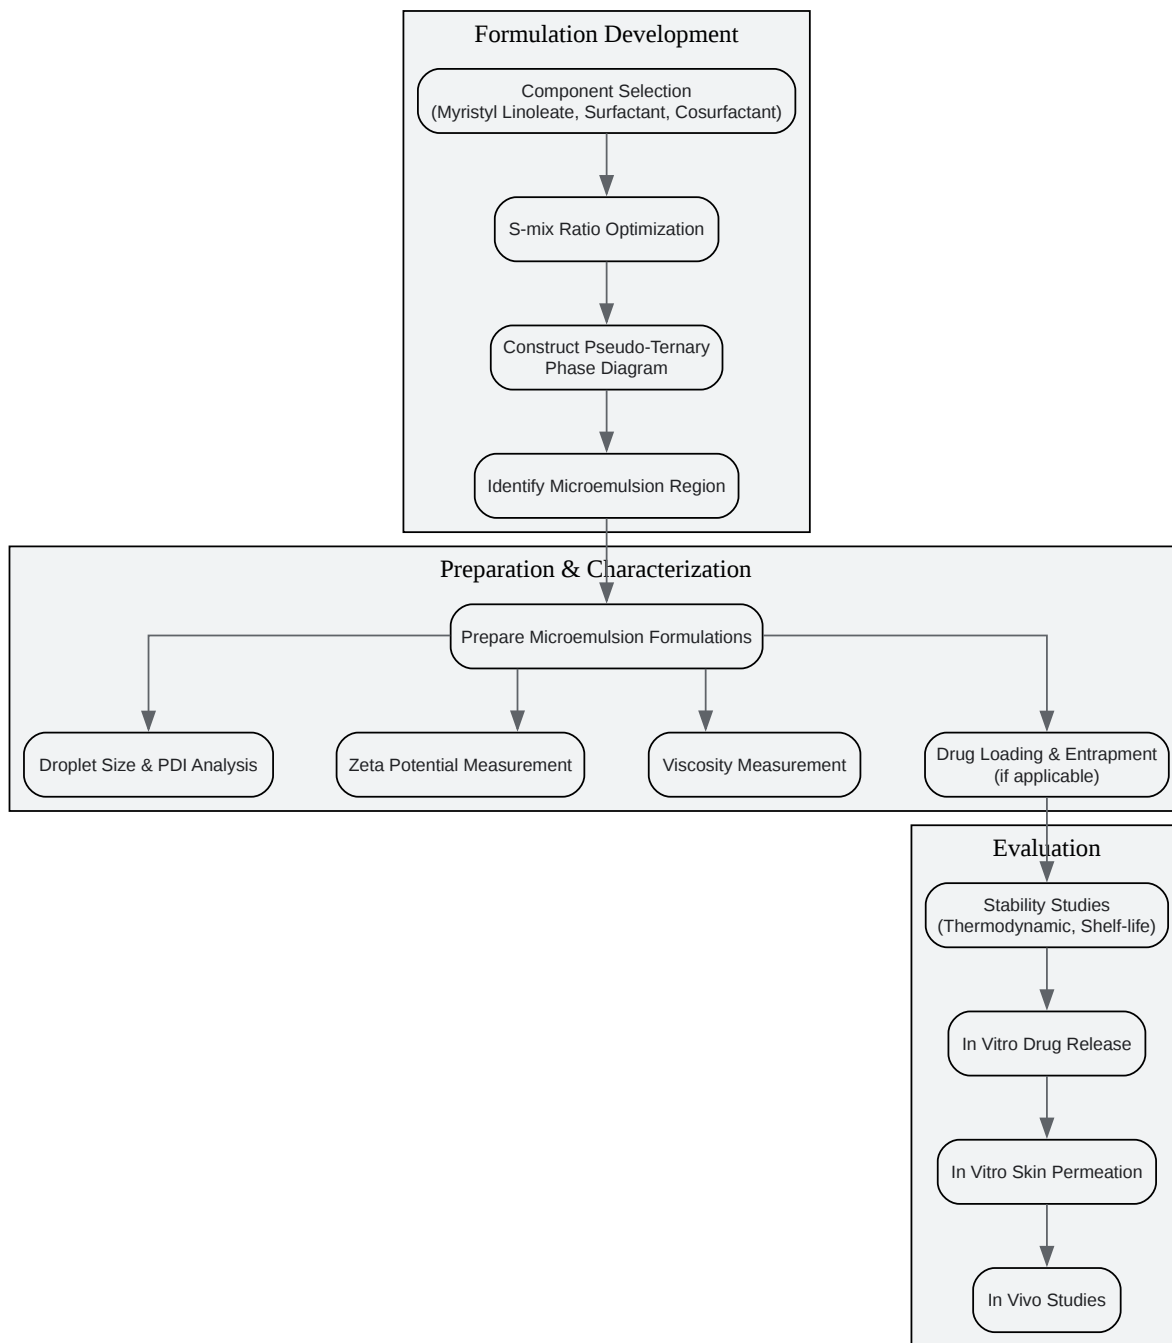 Formulation Development
Component Selection
(Myristyl Linoleate, Surfactant, Cosurfactant)
S-mix Ratio Optimization
Construct Pseudo-Ternary
Phase Diagram
Identify Microemulsion Region
Preparation & Characterization
Prepare Microemulsion Formulations
Droplet Size & PDI Analysis
Zeta Potential Measurement
Viscosity Measurement
Drug Loading & Entrapment
(if applicable)
Evaluation
Stability Studies
(Thermodynamic, Shelf-life)
In Vitro Drug Release
In Vitro Skin Permeation
In Vivo Studies